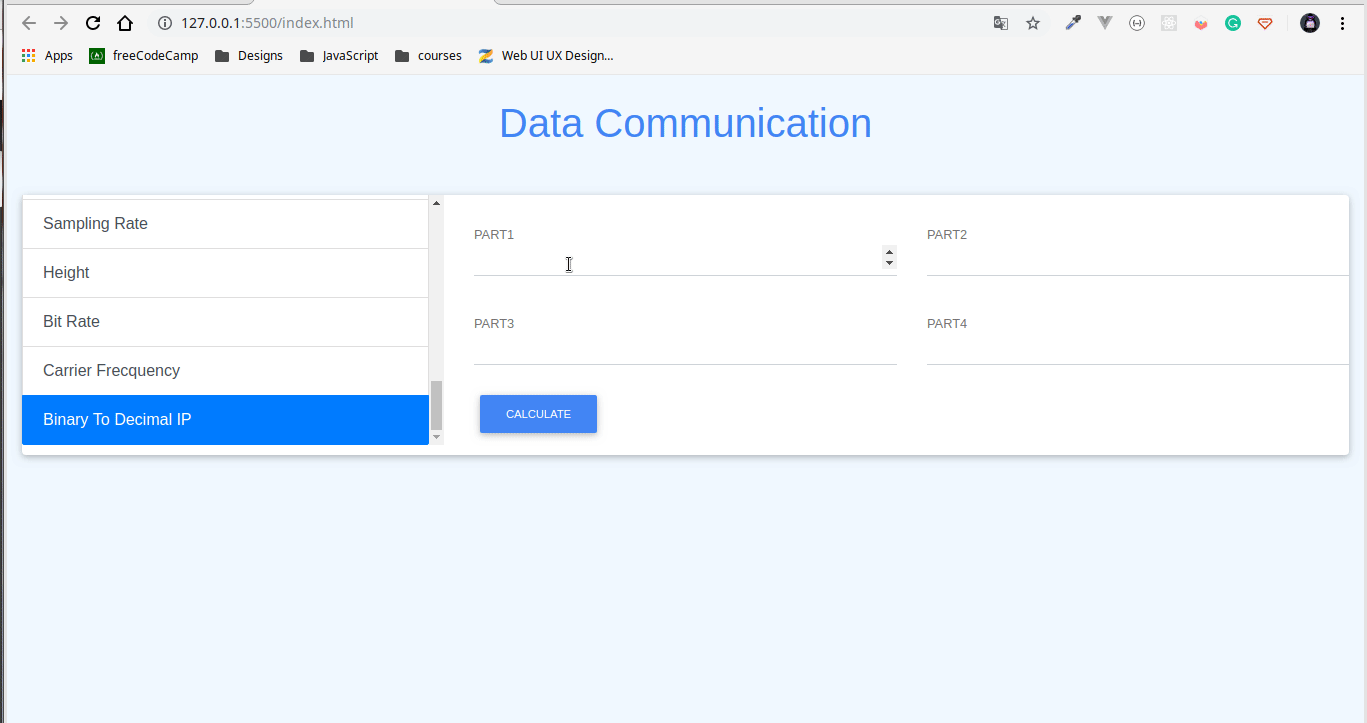 127.0.0.1:5500/index.html
Apps freeCodeCamp Designs JavaScript courses Web UI UX Design...
Data Communication
Sampling Rate
Height
Bit Rate
Carrier Frecquency
Binary To Decimal IP
PART1 PART2
PART3 PART4
CALCULATE